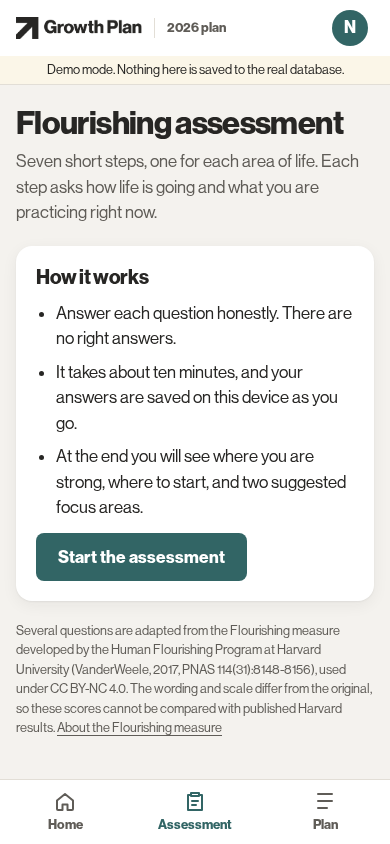 Growth Plan
2026 plan
N
Demo mode. Nothing here is saved to the real database.
Flourishing assessment
Seven short steps, one for each area of life. Each
step asks how life is going and what you are
practicing right now.
How it works
• Answer each question honestly. There are
no right answers.
• It takes about ten minutes, and your
answers are saved on this device as you
go.
• At the end you will see where you are
strong, where to start, and two suggested
focus areas.
Start the assessment
Several questions are adapted from the Flourishing measure
developed by the Human Flourishing Program at Harvard
University (VanderWeele, 2017, PNAS 114(31):8148-8156), used
under CC BY-NC 4.0. The wording and scale differ from the original,
so these scores cannot be compared with published Harvard
results. About the Flourishing measure
Home
Assessment
Plan